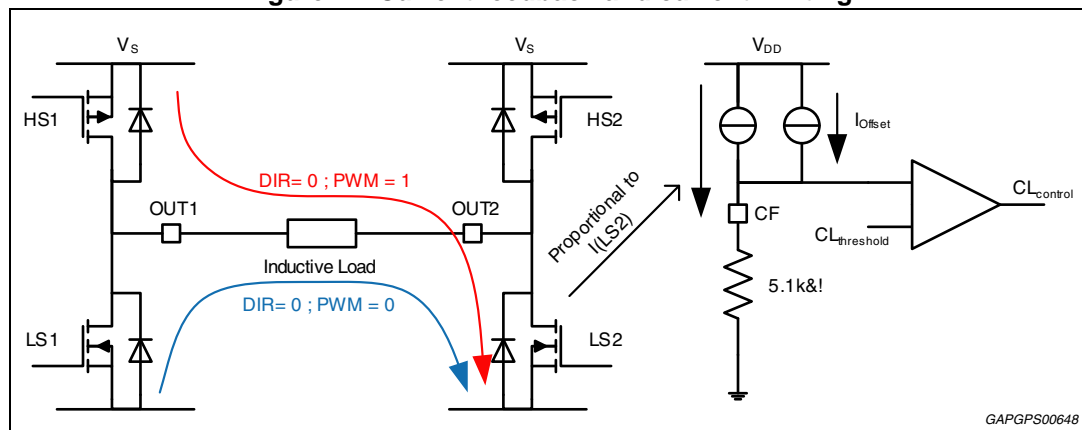 V_S
V_S
V_DD
HS1
HS2
I_Offset
DIR= 0 ; PWM = 1
OUT1
OUT2
Proportional to
I(LS2)
CF
CL_control
CL_threshold
Inductive Load
5.1k&!
DIR= 0 ; PWM = 0
LS1
LS2
GAPGPS00648